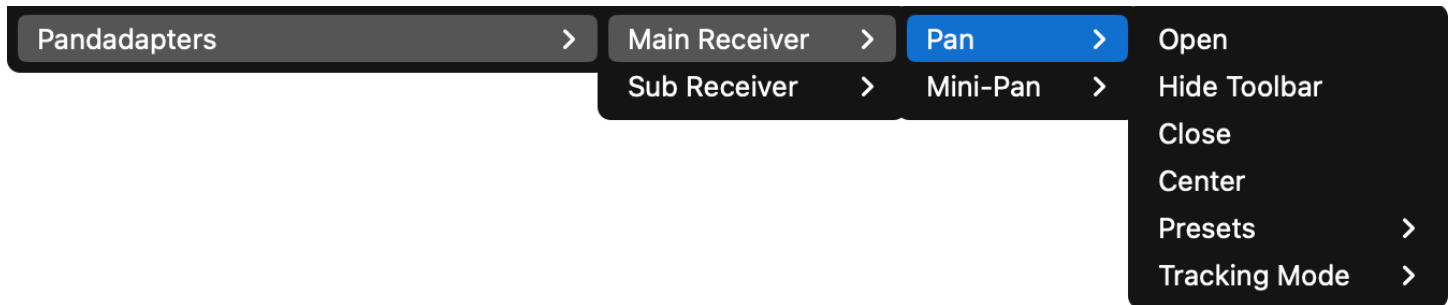 Pandadapters
Main Receiver
Sub Receiver
Pan
Mini-Pan
Open
Hide Toolbar
Close
Center
Presets
Tracking Mode